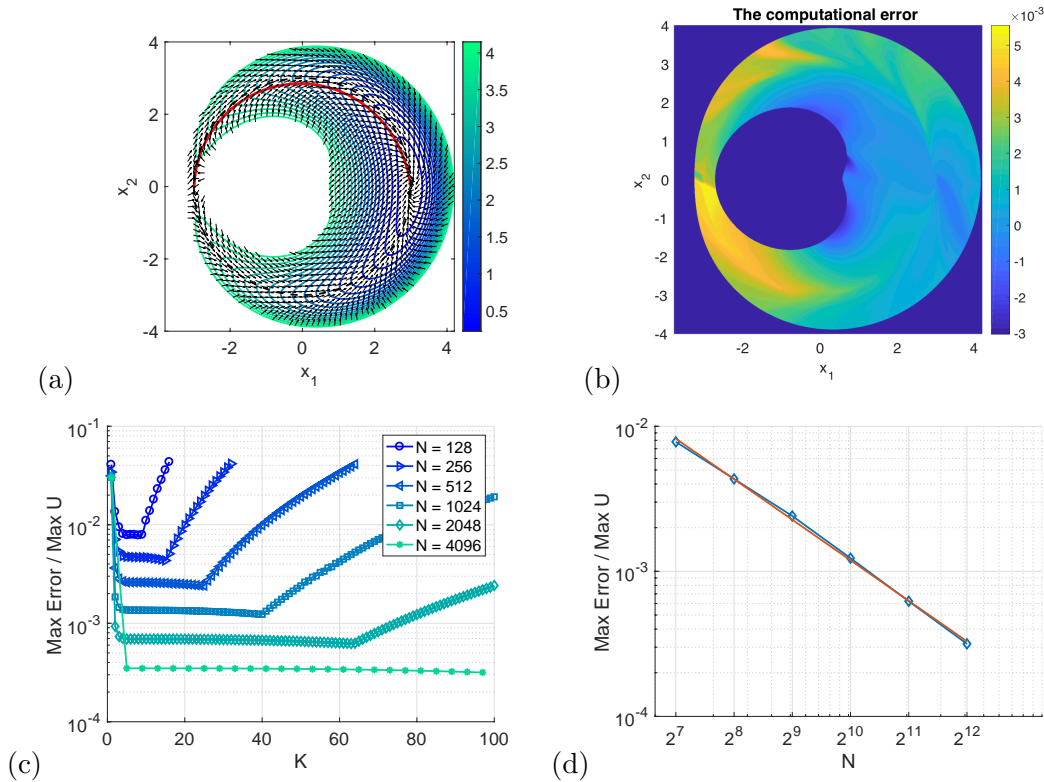 4
2
0
-2
-4
x_2
-2 0 2 4
x_1
4
3.5
3
2.5
2
1.5
1
0.5
(a)
The computational error
×10^-3
4
3
2
1
0
-1
-2
-3
-4
x_2
-2 0 2 4
x_1
5
4
3
2
1
0
-1
-2
-3
(b)
10^-1
10^-2
10^-3
10^-4
Max Error / Max U
0 20 40 60 80 100
K
N = 128
N = 256
N = 512
N = 1024
N = 2048
N = 4096
(c)
10^-2
10^-3
10^-4
Max Error / Max U
2^7 2^8 2^9 2^10 2^11 2^12
N
(d)